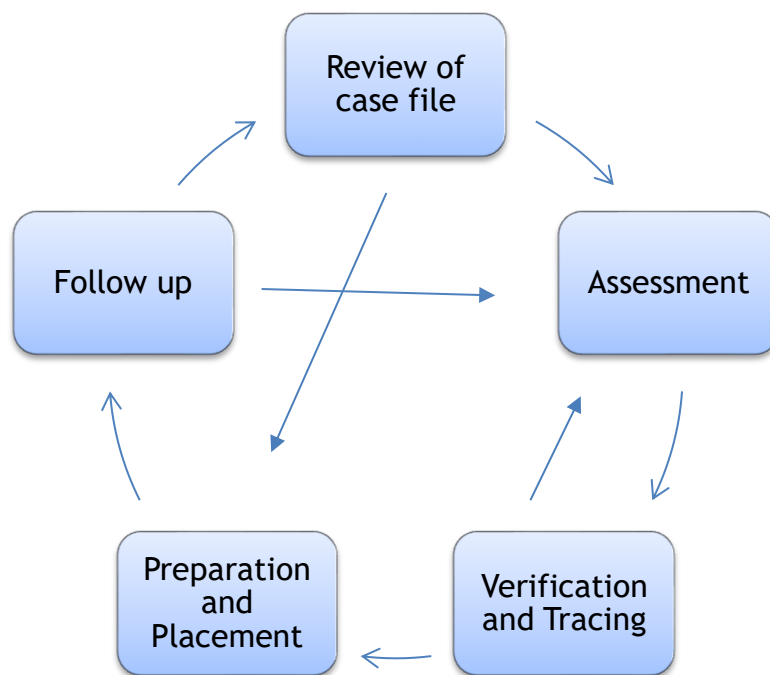 Review of
case file
Follow up
Assessment
Preparation
and
Placement
Verification
and Tracing